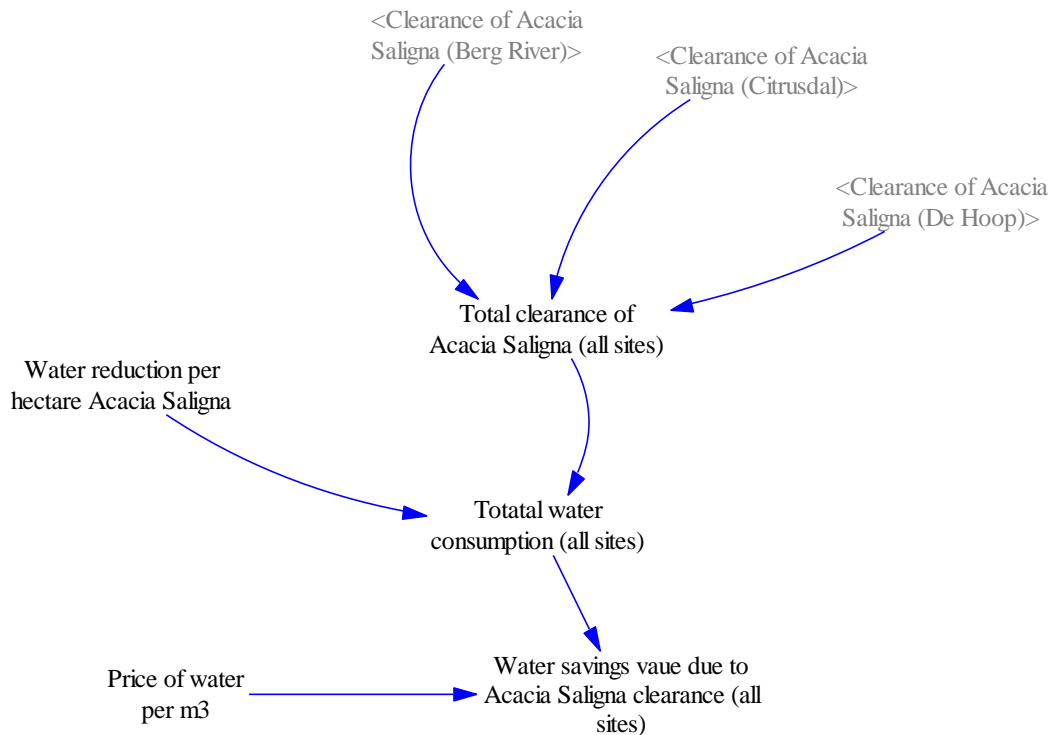 <Clearance of Acacia
Saligna (Berg River)>
<Clearance of Acacia
Saligna (Citrusdal)>
<Clearance of Acacia
Saligna (De Hoop)>
Total clearance of
Acacia Saligna (all sites)
Water reduction per
hectare Acacia Saligna
Totatal water
consumption (all sites)
Water savings vaue due to
Acacia Saligna clearance (all
sites)
Price of water
per m3